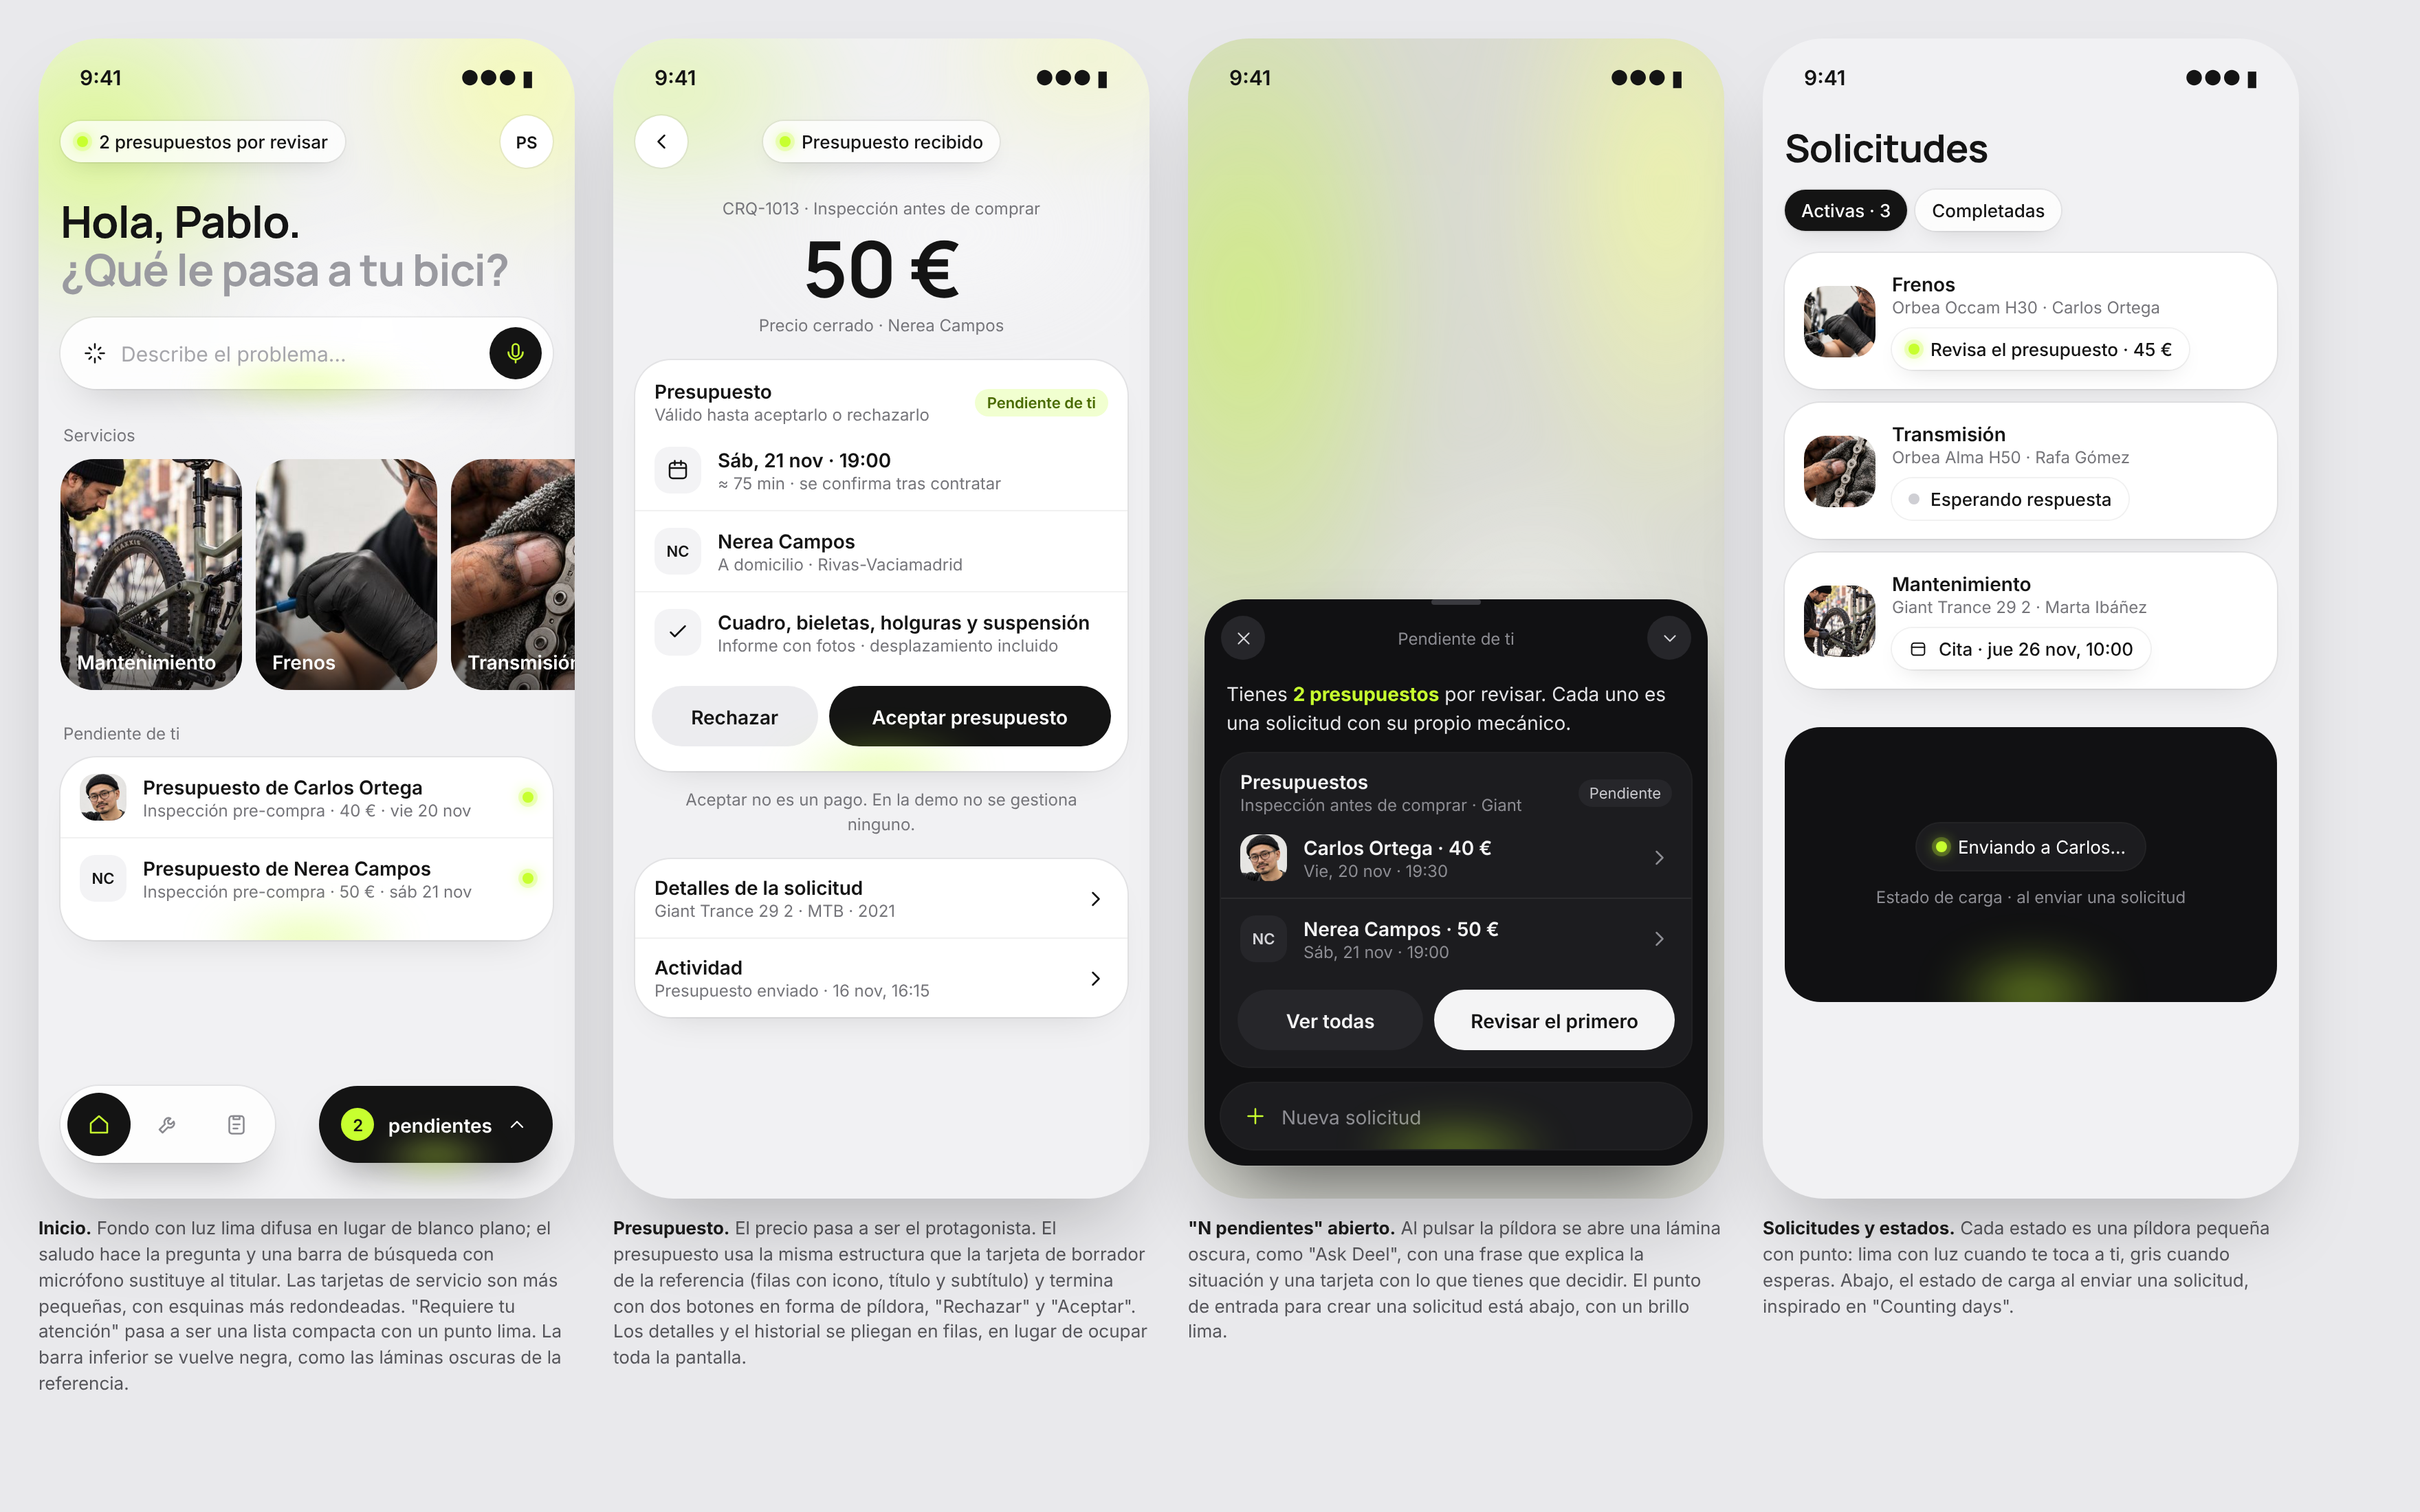 9:41
2 presupuestos por revisar
PS
Hola, Pablo.
¿Qué le pasa a tu bici?
Describe el problema...
Servicios
MAXXIS
Mantenimiento
Frenos
Transmisión
Pendiente de ti
Presupuesto de Carlos Ortega
Inspección pre-compra · 40 € · vie 20 nov
NC
Presupuesto de Nerea Campos
Inspección pre-compra · 50 € · sáb 21 nov
2 pendientes
Inicio. Fondo con luz lima difusa en lugar de blanco plano; el
saludo hace la pregunta y una barra de búsqueda con
micrófono sustituye al titular. Las tarjetas de servicio son más
pequeñas, con esquinas más redondeadas. "Requiere tu
atención" pasa a ser una lista compacta con un punto lima. La
barra inferior se vuelve negra, como las láminas oscuras de la
referencia.
9:41
Presupuesto recibido
CRQ-1013 · Inspección antes de comprar
50 €
Precio cerrado · Nerea Campos
Presupuesto
Válido hasta aceptarlo o rechazarlo
Pendiente de ti
Sáb, 21 nov · 19:00
≈ 75 min · se confirma tras contratar
NC
Nerea Campos
A domicilio · Rivas-Vaciamadrid
Cuadro, bieletas, holguras y suspensión
Informe con fotos · desplazamiento incluido
Rechazar
Aceptar presupuesto
Aceptar no es un pago. En la demo no se gestiona
ninguno.
Detalles de la solicitud
Giant Trance 29 2 · MTB · 2021
Actividad
Presupuesto enviado · 16 nov, 16:15
Presupuesto. El precio pasa a ser el protagonista. El
presupuesto usa la misma estructura que la tarjeta de borrador
de la referencia (filas con icono, título y subtítulo) y termina
con dos botones en forma de píldora, "Rechazar" y "Aceptar".
Los detalles y el historial se pliegan en filas, en lugar de ocupar
toda la pantalla.
9:41
Pendiente de ti
Tienes 2 presupuestos por revisar. Cada uno es
una solicitud con su propio mecánico.
Presupuestos
Inspección antes de comprar · Giant
Pendiente
Carlos Ortega · 40 €
Vie, 20 nov · 19:30
NC
Nerea Campos · 50 €
Sáb, 21 nov · 19:00
Ver todas
Revisar el primero
Nueva solicitud
"N pendientes" abierto. Al pulsar la píldora se abre una lámina
oscura, como "Ask Deel", con una frase que explica la
situación y una tarjeta con lo que tienes que decidir. El punto
de entrada para crear una solicitud está abajo, con un brillo
lima.
9:41
Solicitudes
Activas · 3
Completadas
Frenos
Orbea Occam H30 · Carlos Ortega
Revisa el presupuesto · 45 €
Transmisión
Orbea Alma H50 · Rafa Gómez
Esperando respuesta
Mantenimiento
Giant Trance 29 2 · Marta Ibáñez
Cita · jue 26 nov, 10:00
Enviando a Carlos...
Estado de carga · al enviar una solicitud
Solicitudes y estados. Cada estado es una píldora pequeña
con punto: lima con luz cuando te toca a ti, gris cuando
esperas. Abajo, el estado de carga al enviar una solicitud,
inspirado en "Counting days".